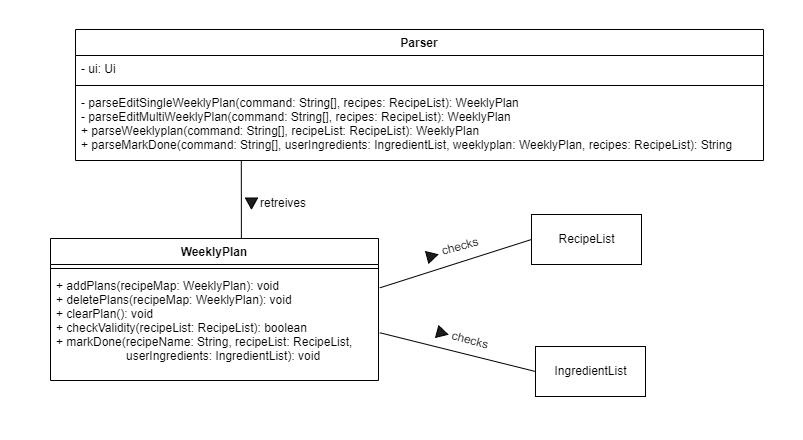 Parser
- ui: Ui
- parseEditSingleWeeklyPlan(command: String[], recipes: RecipeList): WeeklyPlan
- parseEditMultiWeeklyPlan(command: String[], recipes: RecipeList): WeeklyPlan
+ parseWeeklyplan(command: String[], recipeList: RecipeList): WeeklyPlan
+ parseMarkDone(command: String[], userIngredients: IngredientList, weeklyplan: WeeklyPlan, recipes: RecipeList): String
retreives
WeeklyPlan
+ addPlans(recipeMap: WeeklyPlan): void
+ deletePlans(recipeMap: WeeklyPlan): void
+ clearPlan(): void
+ checkValidity(recipeList: RecipeList): boolean
+ markDone(recipeName: String, recipeList: RecipeList,
userIngredients: IngredientList): void
checks
RecipeList
checks
IngredientList